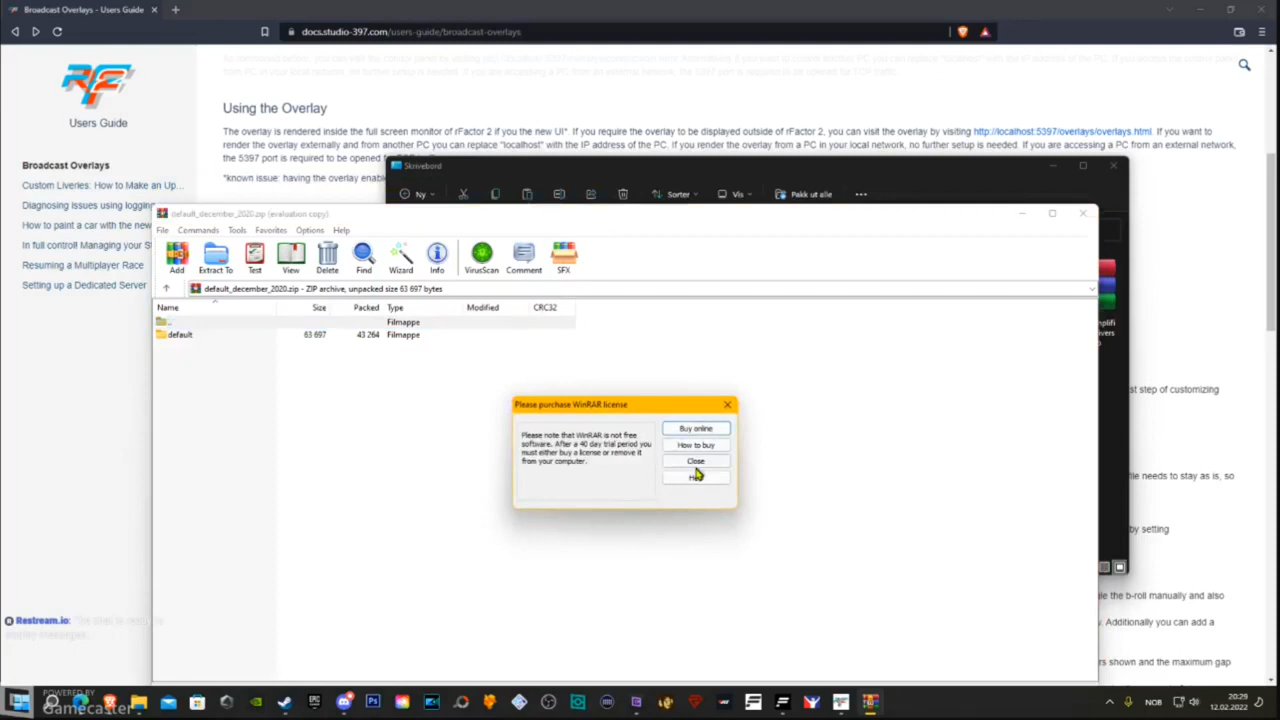 Broadcast Overlays - Users Guide
docs.studio-397.com/users-guide/broadcast-overlays
Users Guide
Broadcast Overlays
Custom Liveries: How to Make an Up...
Diagnosing issues using logging
How to paint a car with the new
In full control! Managing your S
Resuming a Multiplayer Race
Setting up a Dedicated Server
Using the Overlay
The overlay is rendered inside the full screen monitor of rFactor 2 if you the new UI*. If you require the overlay to be displayed outside of rFactor 2, you can visit the overlay by visiting http://localhost:5397/overlays/overlays.html. If you want to
render the overlay externally and from another PC you can replace "localhost" with the IP address of the PC. If you render the overlay from a PC in your local network, no further setup is needed. If you are accessing a PC from an external network,
the 5397 port is required to be opened
*known issue: having the overlay enable
Skrivebord
Ny
Sorter
Vis
Pakk ut alle
default_december_2020.zip (evaluation copy)
File Commands Tools Favorites Options Help
Add Extract To Test View Delete Find Wizard Info VirusScan Comment SFX
default_december_2020.zip - ZIP archive, unpacked size 63 697 bytes
Name Size Packed Type Modified CRC32
.. Filmappe
default 63 697 43 264 Filmappe
Please purchase WinRAR license
Please note that WinRAR is not free
software. After a 40 day trial period you
must either buy a license or remove it
from your computer.
Buy online
How to buy
Close
st step of customizing
file needs to stay as is, so
by setting
le the b-roll manually and also
. Additionally you can add a
rs shown and the maximum gap
Restream.io:
POWERED BY
Gamecaster
NOB
20:29
12.02.2022